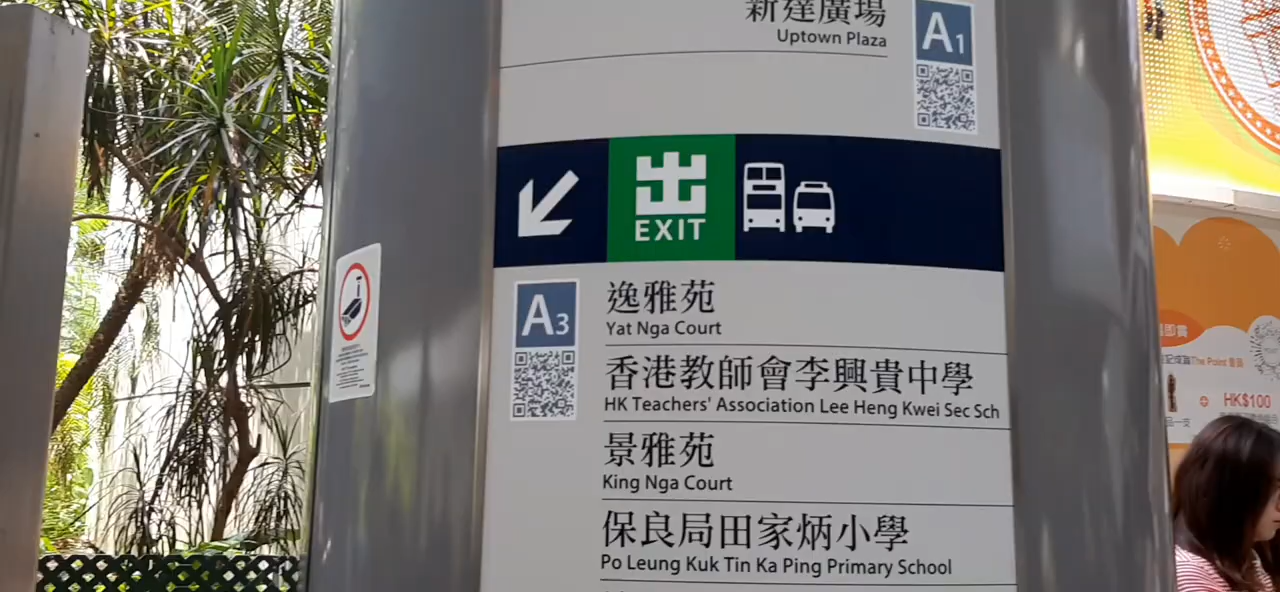 新達廣場
Uptown Plaza
A1
出
EXIT
A3
逸雅苑
Yat Nga Court
香港教師會李興貴中學
HK Teachers' Association Lee Heng Kwei Sec Sch
景雅苑
King Nga Court
保良局田家炳小學
Po Leung Kuk Tin Ka Ping Primary School
The Point
HK$100